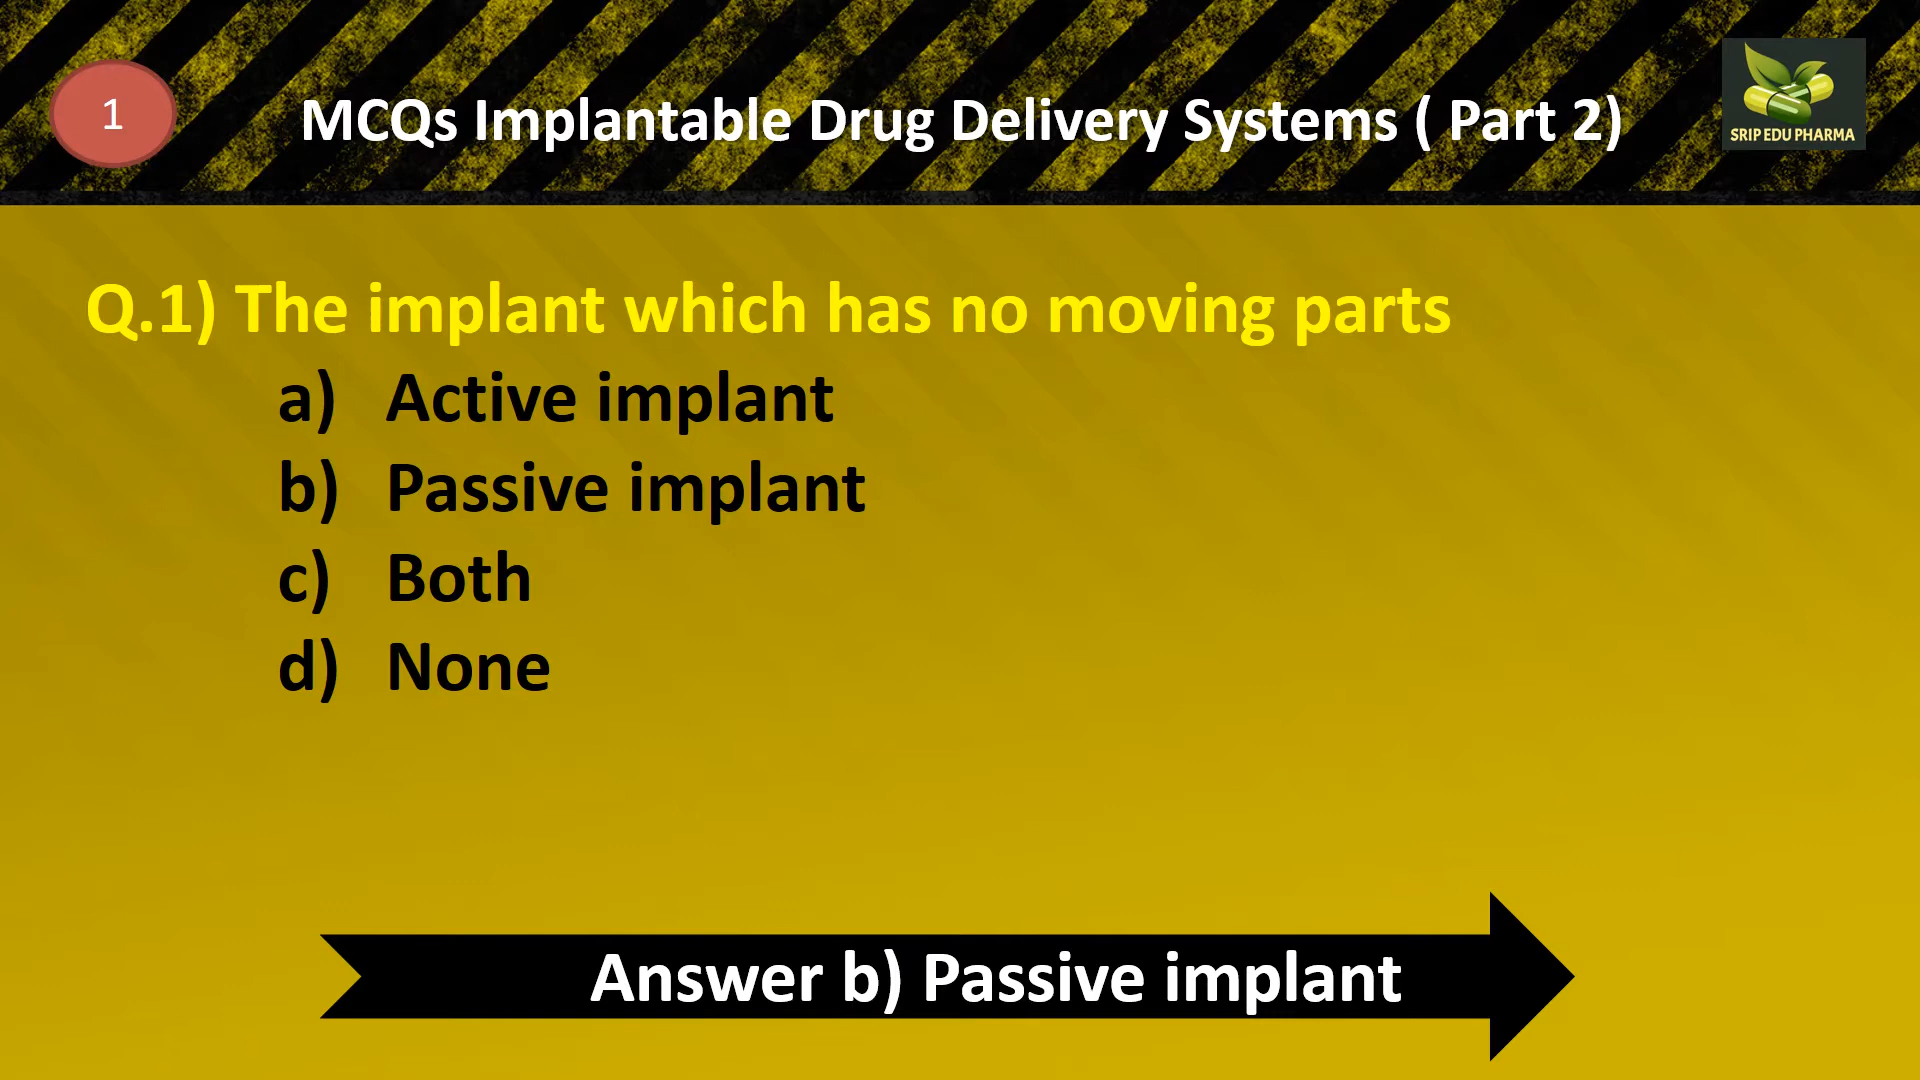 1
MCQs Implantable Drug Delivery Systems ( Part 2)
SRIP EDU PHARMA
Q.1) The implant which has no moving parts
a) Active implant
b) Passive implant
c) Both
d) None
Answer b) Passive implant